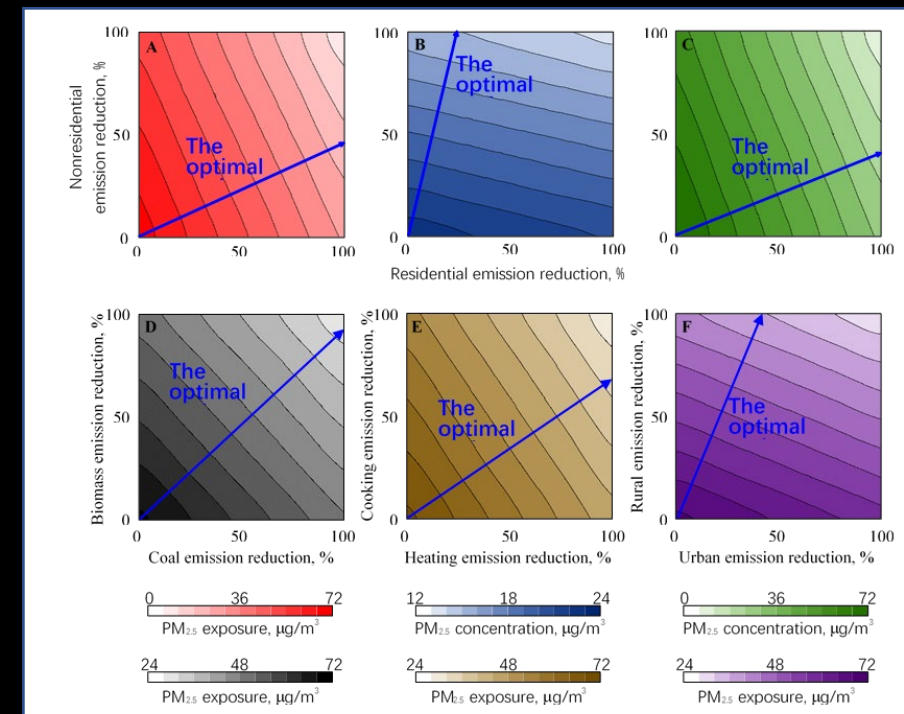 100 A B C 100
Nonresidential
emission reduction, %
The
optimal
The
optimal
The
optimal
50 50
0 0
0 50 100 0 50 100 0 50 100
Residential emission reduction, %
100 D 100 E 100 F
Biomass emission reduction, %
Cooking emission reduction, %
Rural emission reduction, %
The
optimal
The
optimal
The
optimal
50 50 50
0 0 0
0 50 100 0 50 100 0 50 100
Coal emission reduction, % Heating emission reduction, % Urban emission reduction, %
0 36 72 12 18 24 0 36 72
PM2.5 exposure, μg/m³ PM2.5 concentration, μg/m³ PM2.5 concentration, μg/m³
24 48 72 24 48 72 24 48 72
PM2.5 exposure, μg/m³ PM2.5 exposure, μg/m³ PM2.5 exposure, μg/m³